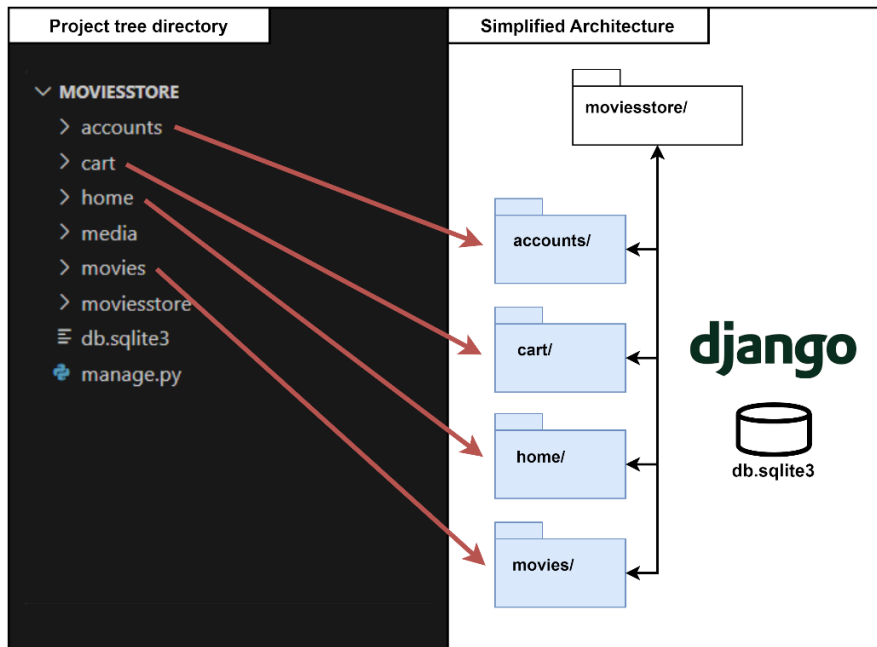 Project tree directory
MOVIESSTORE
accounts
cart
home
media
movies
moviesstore
db.sqlite3
manage.py
Simplified Architecture
moviesstore/
accounts/
cart/
home/
movies/
django
db.sqlite3